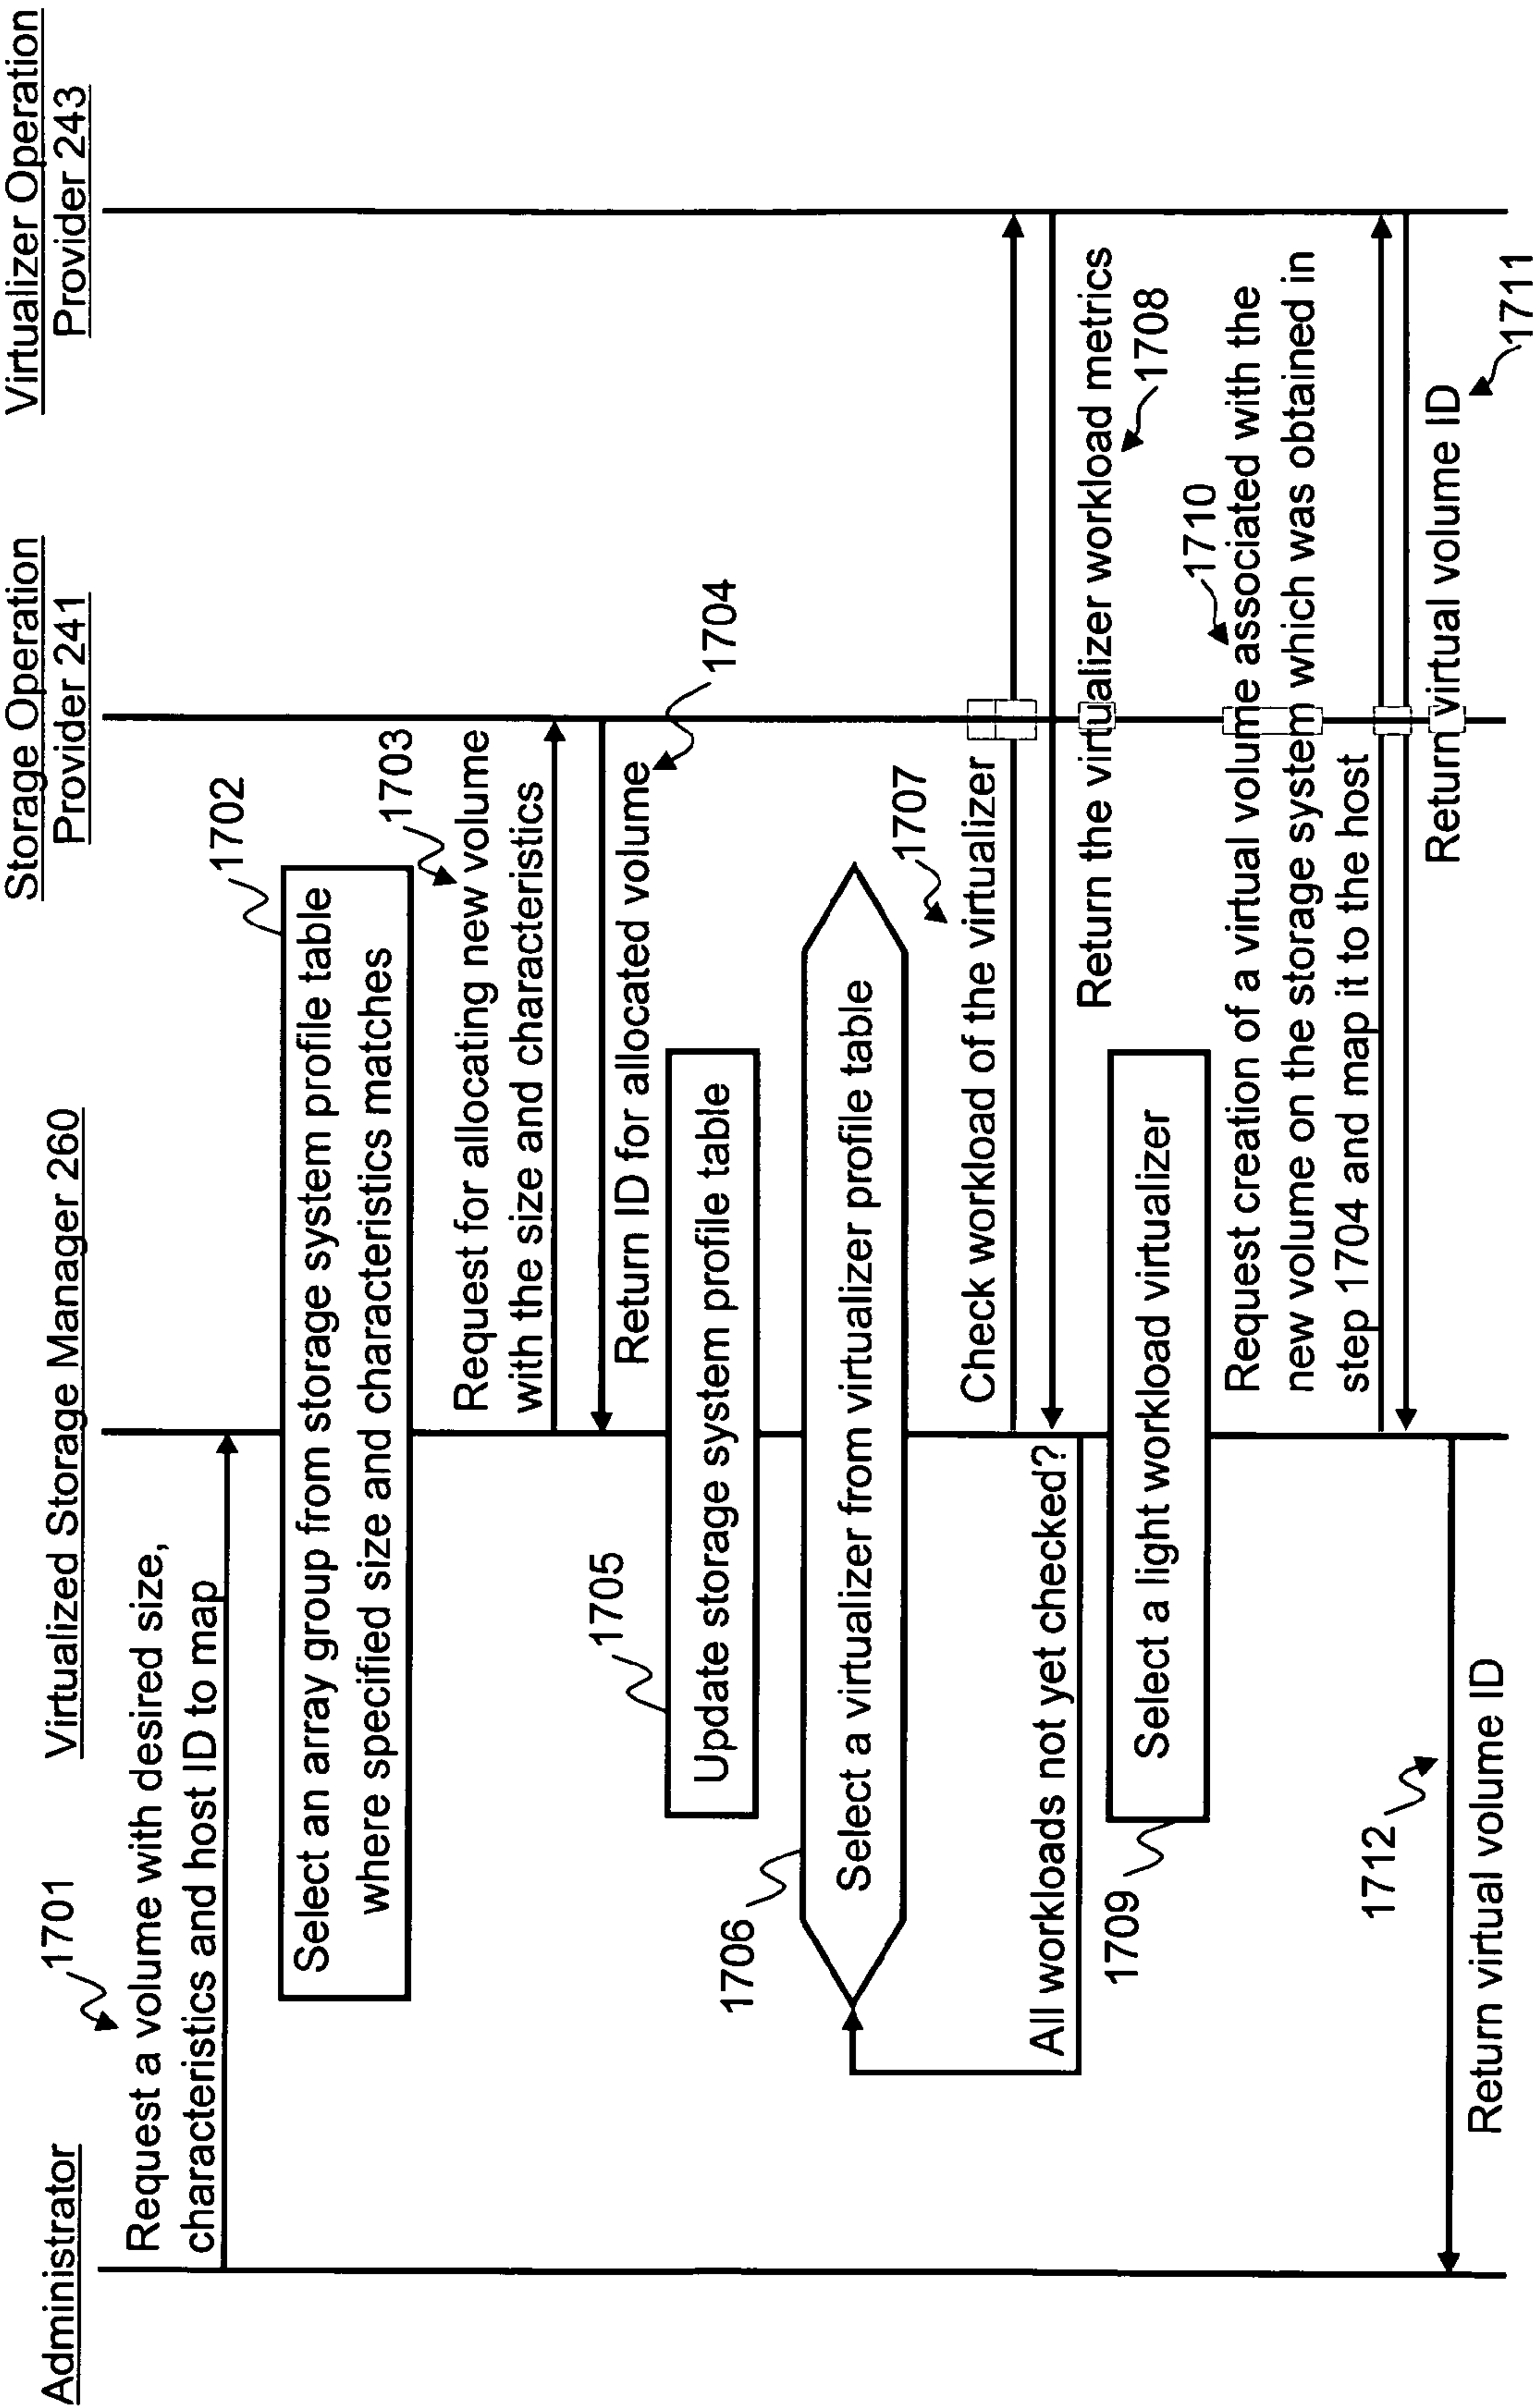 Administrator
Virtualized Storage Manager 260
Storage Operation
Provider 241
Virtualizer Operation
Provider 243
1701
Request a volume with desired size,
characteristics and host ID to map
1702
Select an array group from storage system profile table
where specified size and characteristics matches
1703
Request for allocating new volume
with the size and characteristics
Return ID for allocated volume
1704
1705
Update storage system profile table
1706
Select a virtualizer from virtualizer profile table
1707
Check workload of the virtualizer
Return the virtualizer workload metrics
1708
All workloads not yet checked?
1709
Select a light workload virtualizer
1710
Request creation of a virtual volume associated with the
new volume on the storage system which was obtained in
step 1704 and map it to the host
Return virtual volume ID
1711
1712
Return virtual volume ID